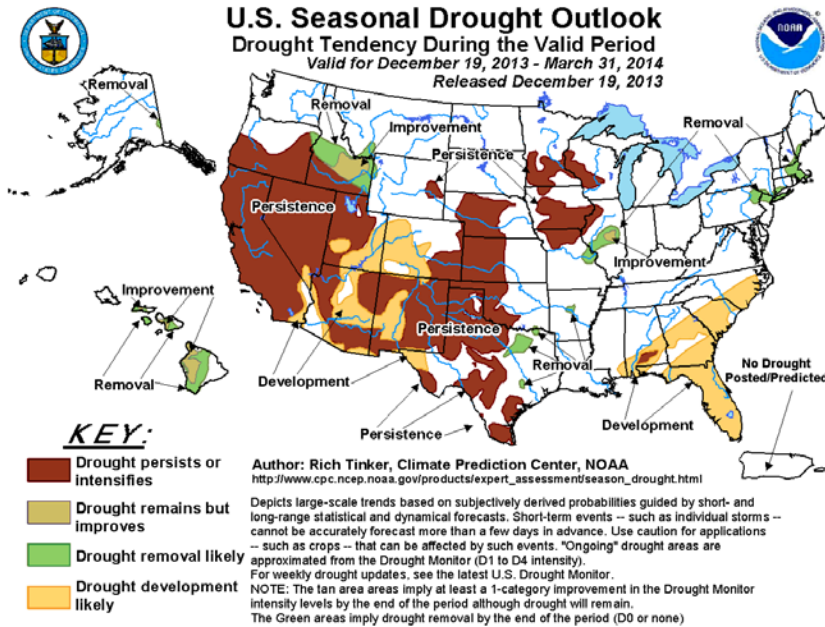 U.S. Seasonal Drought Outlook
Drought Tendency During the Valid Period
Valid for December 19, 2013 - March 31, 2014
Released December 19, 2013
NOAA
Removal
Removal
Improvement
Removal
Persistence
Persistence
Improvement
Improvement
Persistence
Removal
Removal
Development
No Drought
Posted/Predicted
Development
Persistence
KEY:
Drought persists or
intensifies
Drought remains but
improves
Drought removal likely
Drought development
likely
Author: Rich Tinker, Climate Prediction Center, NOAA
http://www.cpc.ncep.noaa.gov/products/expert_assessment/season_drought.html
Depicts large-scale trends based on subjectively derived probabilities guided by short- and
long-range statistical and dynamical forecasts. Short-term events -- such as individual storms --
cannot be accurately forecast more than a few days in advance. Use caution for applications
-- such as crops -- that can be affected by such events. "Ongoing" drought areas are
approximated from the Drought Monitor (D1 to D4 intensity).
For weekly drought updates, see the latest U.S. Drought Monitor.
NOTE: The tan area areas imply at least a 1-category improvement in the Drought Monitor
intensity levels by the end of the period although drought will remain.
The Green areas imply drought removal by the end of the period (D0 or none)